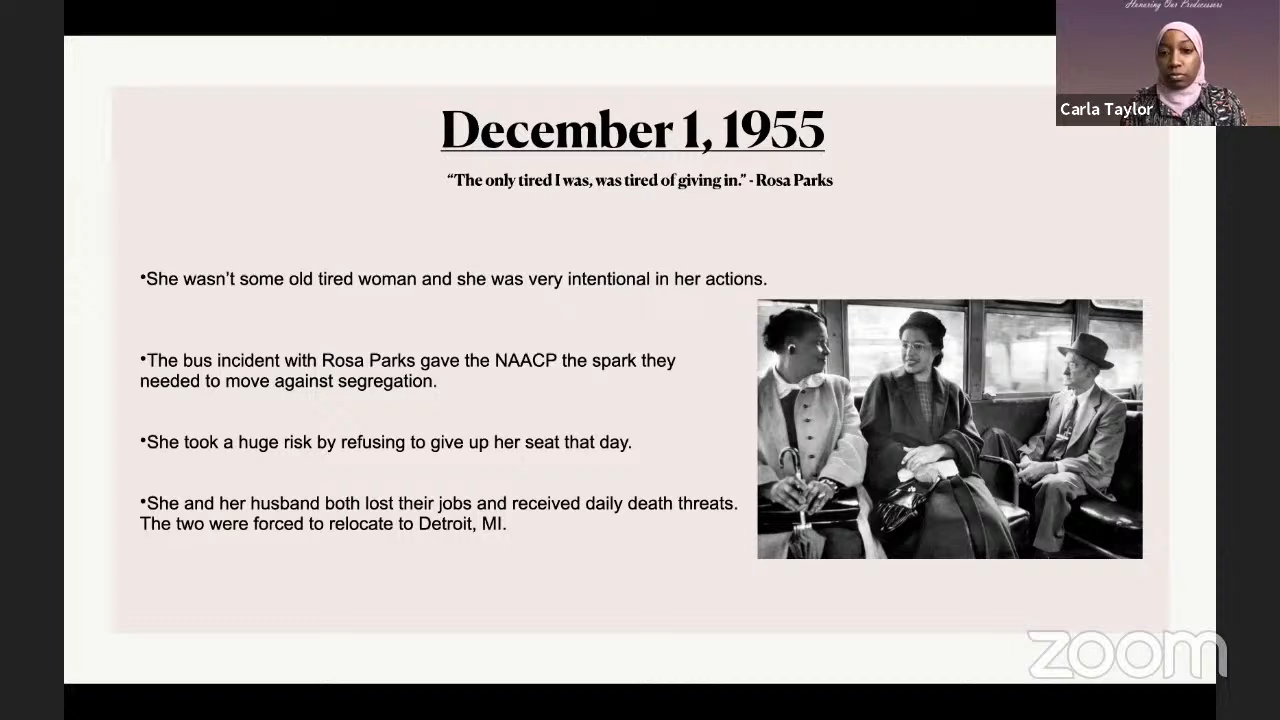 Honoring Our Predecessors
Carla Taylor
December 1, 1955
“The only tired I was, was tired of giving in.” - Rosa Parks
•She wasn’t some old tired woman and she was very intentional in her actions.
•The bus incident with Rosa Parks gave the NAACP the spark they
needed to move against segregation.
•She took a huge risk by refusing to give up her seat that day.
•She and her husband both lost their jobs and received daily death threats.
The two were forced to relocate to Detroit, MI.
zoom